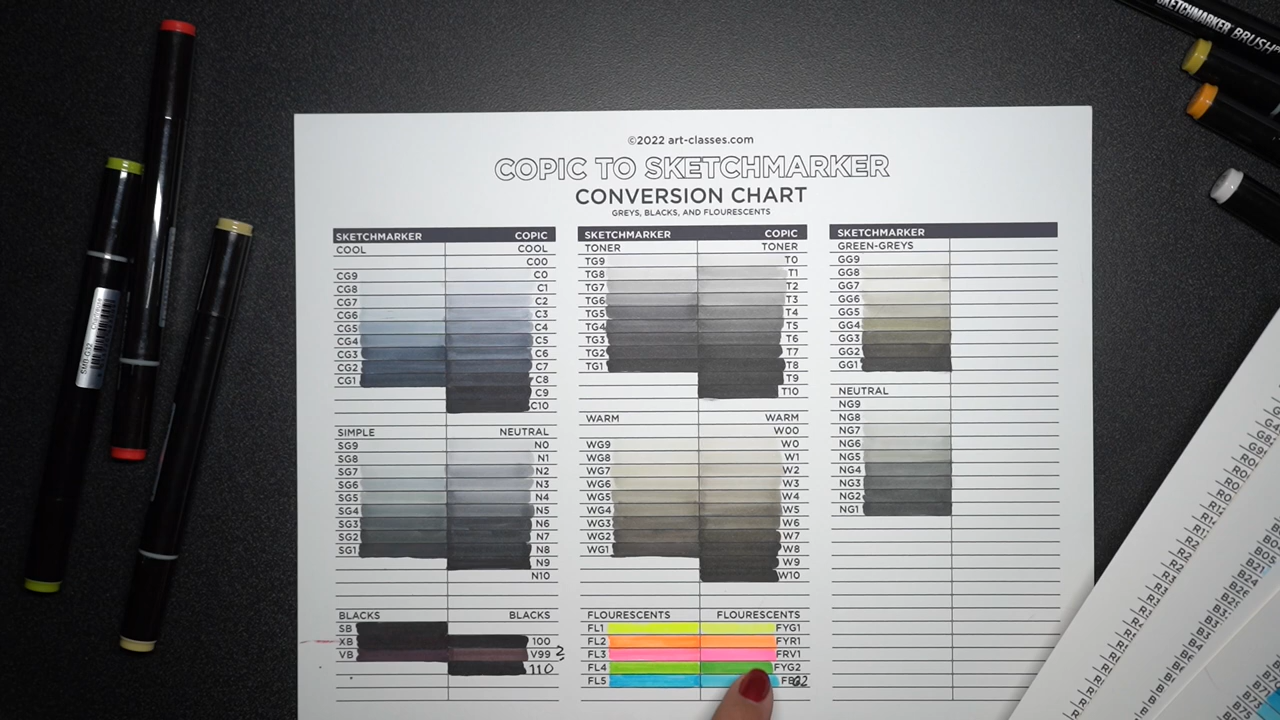 SKETCHMARKER BRUSH
©2022 art-classes.com
COPIC TO SKETCHMARKER
CONVERSION CHART
GREYS, BLACKS, AND FLOURESCENTS
SKETCHMARKER COPIC
COOL COOL
C00
CG9 C0
CG8 C1
CG7 C2
CG6 C3
CG5 C4
CG4 C5
CG3 C6
CG2 C7
CG1 C8
C9
C10
SIMPLE NEUTRAL
SG9 N0
SG8 N1
SG7 N2
SG6 N3
SG5 N4
SG4 N5
SG3 N6
SG2 N7
SG1 N8
N9
N10
BLACKS BLACKS
SB
XB 100
VB V99 ?
110
SKETCHMARKER COPIC
TONER TONER
TG9 T0
TG8 T1
TG7 T2
TG6 T3
TG5 T4
TG4 T5
TG3 T6
TG2 T7
TG1 T8
T9
T10
WARM WARM
W00
WG9 W0
WG8 W1
WG7 W2
WG6 W3
WG5 W4
WG4 W5
WG3 W6
WG2 W7
WG1 W8
W9
W10
FLOURESCENTS FLOURESCENTS
FL1 FYG1
FL2 FYR1
FL3 FRV1
FL4 FYG2
FL5
SKETCHMARKER
GREEN-GREYS
GG9
GG8
GG7
GG6
GG5
GG4
GG3
GG2
GG1
NEUTRAL
NG9
NG8
NG7
NG6
NG5
NG4
NG3
NG2
NG1